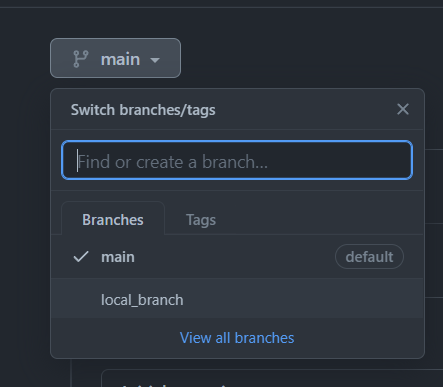 main
Switch branches/tags
Find or create a branch...
Branches Tags
main default
local_branch
View all branches